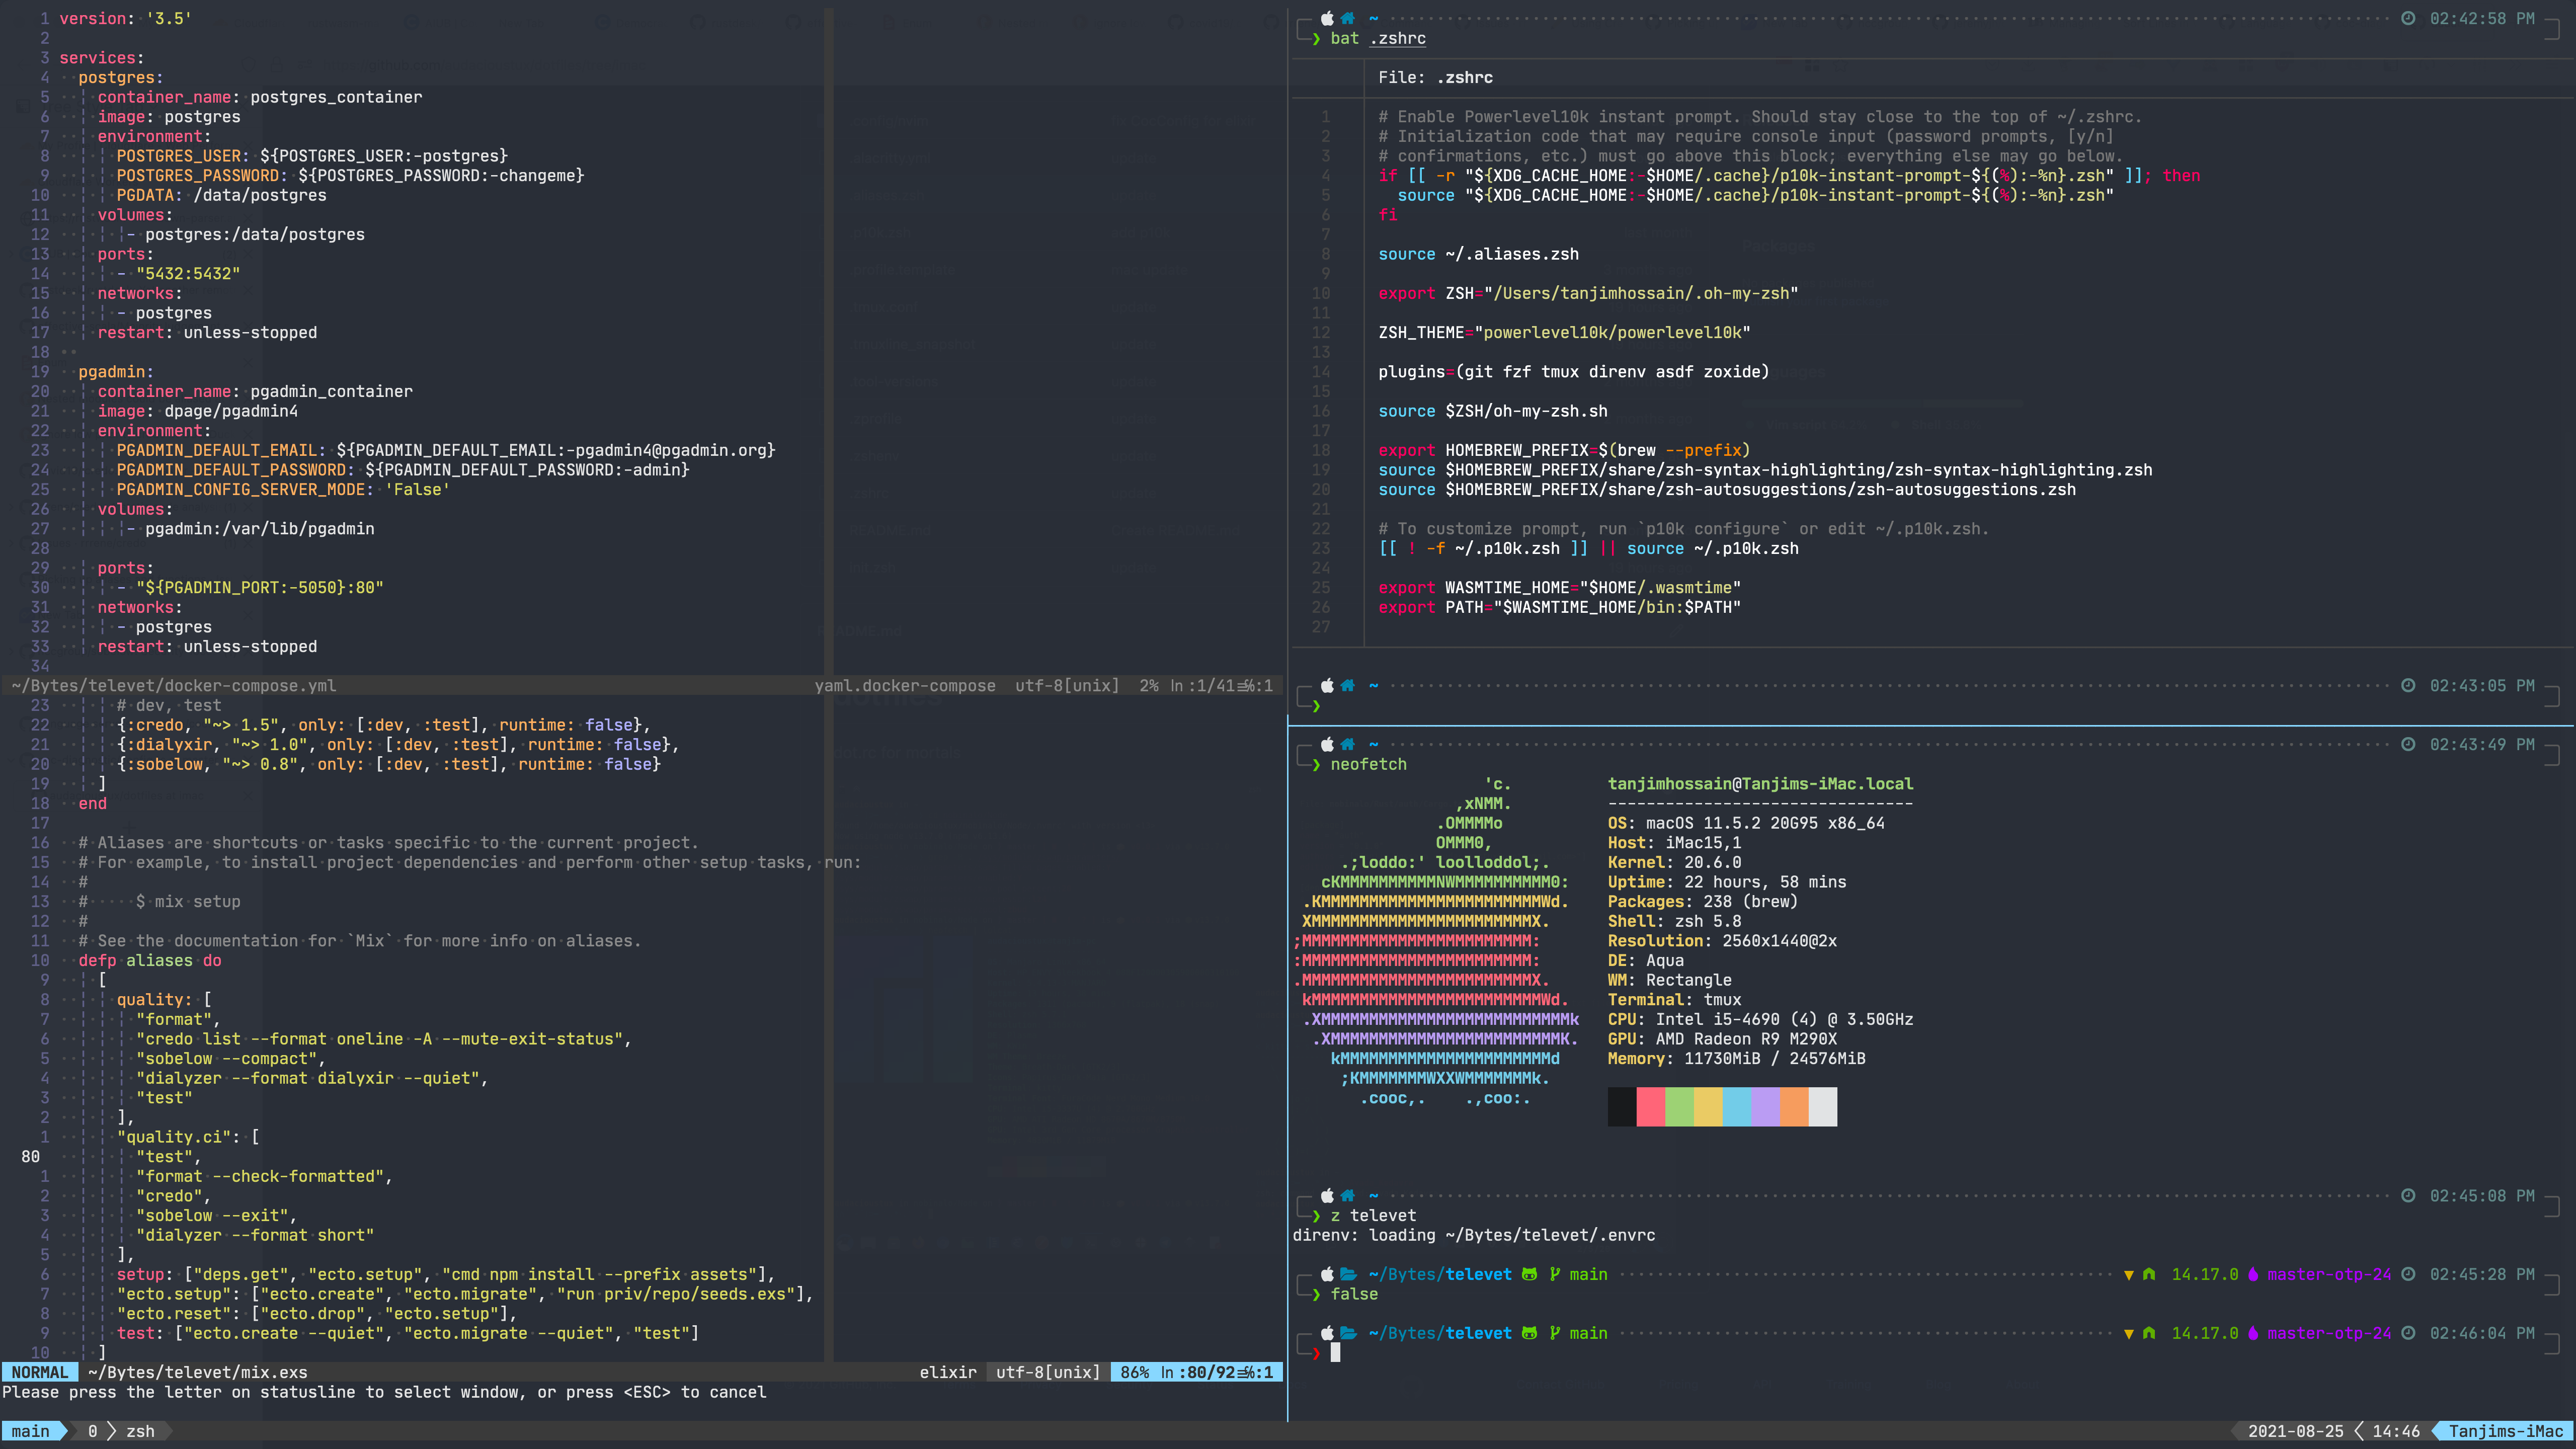 1 version: '3.5'
2
3 services:
4 postgres:
5 container_name: postgres_container
6 image: postgres
7 environment:
8 POSTGRES_USER: ${POSTGRES_USER:-postgres}
9 POSTGRES_PASSWORD: ${POSTGRES_PASSWORD:-changeme}
10 PGDATA: /data/postgres
11 volumes:
12 - postgres:/data/postgres
13 ports:
14 - "5432:5432"
15 networks:
16 - postgres
17 restart: unless-stopped
18
19 pgadmin:
20 container_name: pgadmin_container
21 image: dpage/pgadmin4
22 environment:
23 PGADMIN_DEFAULT_EMAIL: ${PGADMIN_DEFAULT_EMAIL:-pgadmin4@pgadmin.org}
24 PGADMIN_DEFAULT_PASSWORD: ${PGADMIN_DEFAULT_PASSWORD:-admin}
25 PGADMIN_CONFIG_SERVER_MODE: 'False'
26 volumes:
27 - pgadmin:/var/lib/pgadmin
28
29 ports:
30 - "${PGADMIN_PORT:-5050}:80"
31 networks:
32 - postgres
33 restart: unless-stopped
34
~/Bytes/televet/docker-compose.yml yaml.docker-compose utf-8[unix] 2% ln :1/41 :1
23 # dev, test
22 {:credo, "~> 1.5", only: [:dev, :test], runtime: false},
21 {:dialyxir, "~> 1.0", only: [:dev, :test], runtime: false},
20 {:sobelow, "~> 0.8", only: [:dev, :test], runtime: false}
19 ]
18 end
17
16 # Aliases are shortcuts or tasks specific to the current project.
15 # For example, to install project dependencies and perform other setup tasks, run:
14 #
13 # $ mix setup
12 #
11 # See the documentation for `Mix` for more info on aliases.
10 defp aliases do
9 [
8 quality: [
7 "format",
6 "credo list --format oneline -A --mute-exit-status",
5 "sobelow --compact",
4 "dialyzer --format dialyxir --quiet",
3 "test"
2 ],
1 "quality.ci": [
80 "test",
1 "format --check-formatted",
2 "credo",
3 "sobelow --exit",
4 "dialyzer --format short"
5 ],
6 setup: ["deps.get", "ecto.setup", "cmd npm install --prefix assets"],
7 "ecto.setup": ["ecto.create", "ecto.migrate", "run priv/repo/seeds.exs"],
8 "ecto.reset": ["ecto.drop", "ecto.setup"],
9 test: ["ecto.create --quiet", "ecto.migrate --quiet", "test"]
10 ]
NORMAL ~/Bytes/televet/mix.exs elixir utf-8[unix] 86% ln :80/92 :1
Please press the letter on statusline to select window, or press <ESC> to cancel
~ 02:42:58 PM
❯ bat .zshrc
File: .zshrc
1 # Enable Powerlevel10k instant prompt. Should stay close to the top of ~/.zshrc.
2 # Initialization code that may require console input (password prompts, [y/n]
3 # confirmations, etc.) must go above this block; everything else may go below.
4 if [[ -r "${XDG_CACHE_HOME:-$HOME/.cache}/p10k-instant-prompt-${(%):-%n}.zsh" ]]; then
5 source "${XDG_CACHE_HOME:-$HOME/.cache}/p10k-instant-prompt-${(%):-%n}.zsh"
6 fi
7
8 source ~/.aliases.zsh
9
10 export ZSH="/Users/tanjimhossain/.oh-my-zsh"
11
12 ZSH_THEME="powerlevel10k/powerlevel10k"
13
14 plugins=(git fzf tmux direnv asdf zoxide)
15
16 source $ZSH/oh-my-zsh.sh
17
18 export HOMEBREW_PREFIX=$(brew --prefix)
19 source $HOMEBREW_PREFIX/share/zsh-syntax-highlighting/zsh-syntax-highlighting.zsh
20 source $HOMEBREW_PREFIX/share/zsh-autosuggestions/zsh-autosuggestions.zsh
21
22 # To customize prompt, run `p10k configure` or edit ~/.p10k.zsh.
23 [[ ! -f ~/.p10k.zsh ]] || source ~/.p10k.zsh
24
25 export WASMTIME_HOME="$HOME/.wasmtime"
26 export PATH="$WASMTIME_HOME/bin:$PATH"
27
~ 02:43:05 PM
❯
~ 02:43:49 PM
❯ neofetch
'c. tanjimhossain@Tanjims-iMac.local
,xNMM. --------------------------------
.OMMMMo OS: macOS 11.5.2 20G95 x86_64
OMMM0, Host: iMac15,1
.;loddo:' loolloddol;. Kernel: 20.6.0
cKMMMMMMMMMMNWMMMMMMMMMM0: Uptime: 22 hours, 58 mins
.KMMMMMMMMMMMMMMMMMMMMMMMWd. Packages: 238 (brew)
XMMMMMMMMMMMMMMMMMMMMMMMX. Shell: zsh 5.8
;MMMMMMMMMMMMMMMMMMMMMMMM: Resolution: 2560x1440@2x
:MMMMMMMMMMMMMMMMMMMMMMMM: DE: Aqua
.MMMMMMMMMMMMMMMMMMMMMMMMX. WM: Rectangle
kMMMMMMMMMMMMMMMMMMMMMMMMWd. Terminal: tmux
.XMMMMMMMMMMMMMMMMMMMMMMMMMMk CPU: Intel i5-4690 (4) @ 3.50GHz
.XMMMMMMMMMMMMMMMMMMMMMMMMK. GPU: AMD Radeon R9 M290X
kMMMMMMMMMMMMMMMMMMMMMMd Memory: 11730MiB / 24576MiB
;KMMMMMMMWXXWMMMMMMMk.
.cooc,. .,coo:.
~ 02:45:08 PM
❯ z televet
direnv: loading ~/Bytes/televet/.envrc
~/Bytes/televet main ▼ 14.17.0 master-otp-24 02:45:28 PM
❯ false
~/Bytes/televet main ▼ 14.17.0 master-otp-24 02:46:04 PM
❯
main 0 zsh 2021-08-25 14:46 Tanjims-iMac